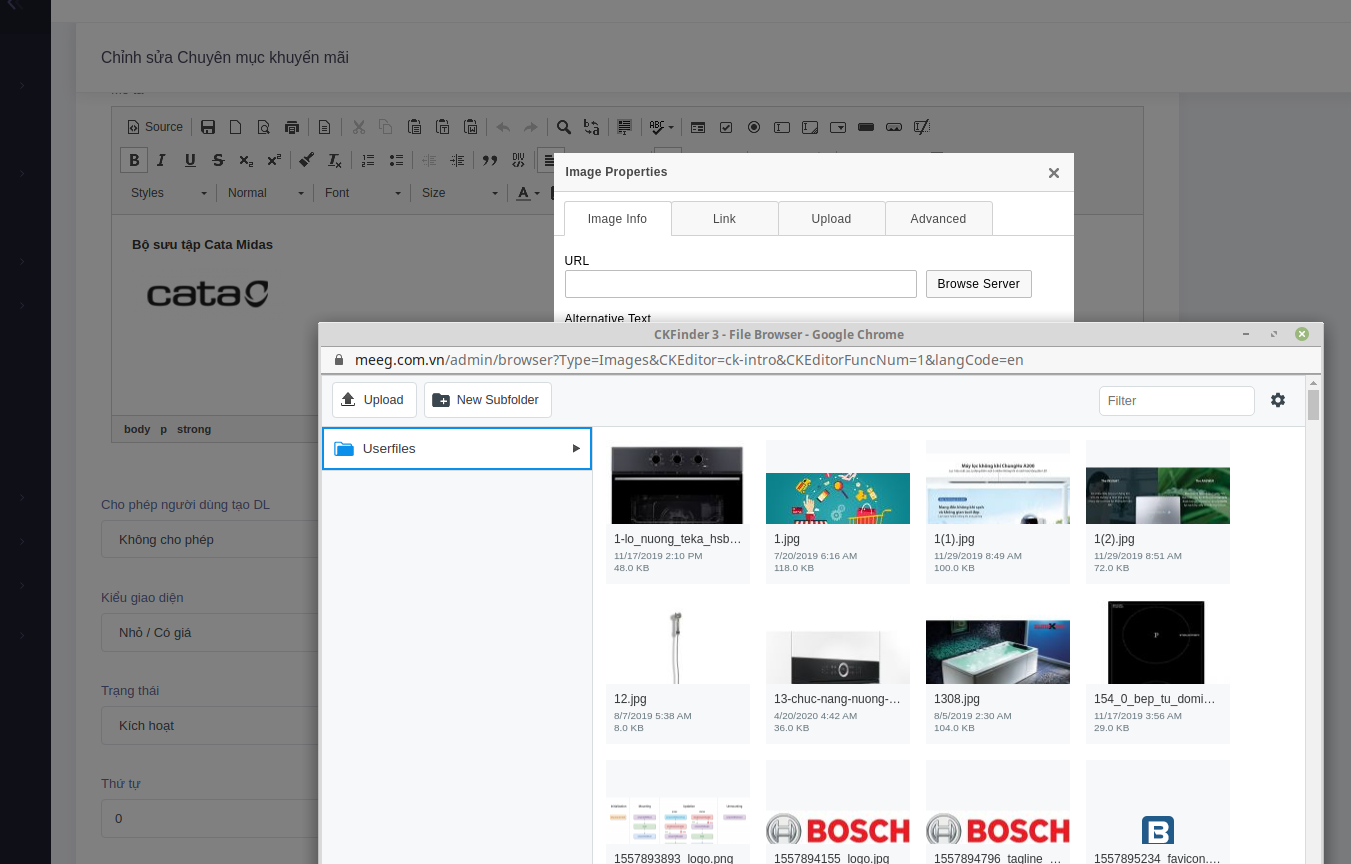 Chỉnh sửa Chuyên mục khuyến mãi
Source
Styles
Normal
Font
Size
Bộ sưu tập Cata Midas
cata
body p strong
Cho phép người dùng tạo DL
Không cho phép
Kiểu giao diện
Nhỏ / Có giá
Trạng thái
Kích hoạt
Thứ tự
0
Image Properties
Image Info
Link
Upload
Advanced
URL
Browse Server
Alternative Text
CKFinder 3 - File Browser - Google Chrome
meeg.com.vn/admin/browser?Type=Images&CKEditor=ck-intro&CKEditorFuncNum=1&langCode=en
Upload
New Subfolder
Filter
Userfiles
1-lo_nuong_teka_hsb…
11/17/2019 2:10 PM
48.0 KB
1.jpg
7/20/2019 6:16 AM
118.0 KB
Máy lọc không khí Chungho A200
1(1).jpg
11/29/2019 8:49 AM
100.0 KB
1(2).jpg
11/29/2019 8:51 AM
72.0 KB
12.jpg
8/7/2019 5:38 AM
8.0 KB
13-chuc-nang-nuong-…
4/20/2020 4:42 AM
36.0 KB
1308.jpg
8/5/2019 2:30 AM
104.0 KB
154_0_bep_tu_domi…
11/17/2019 3:56 AM
29.0 KB
1557893893_logo.png
BOSCH
1557894155_logo.jpg
BOSCH
1557894796_tagline_…
B
1557895234_favicon.…